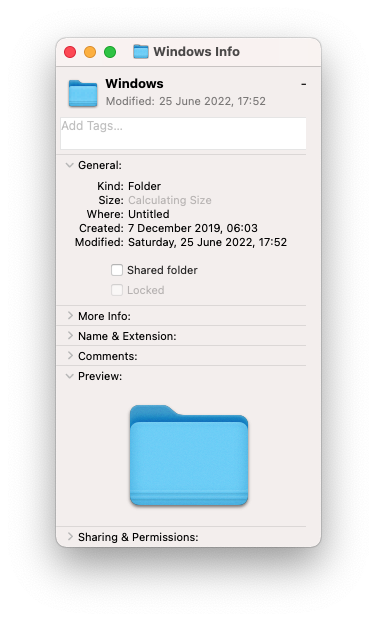 Windows Info
Windows -
Modified: 25 June 2022, 17:52
Add Tags...
General:
Kind: Folder
Size: Calculating Size
Where: Untitled
Created: 7 December 2019, 06:03
Modified: Saturday, 25 June 2022, 17:52
Shared folder
Locked
More Info:
Name & Extension:
Comments:
Preview:
Sharing & Permissions: